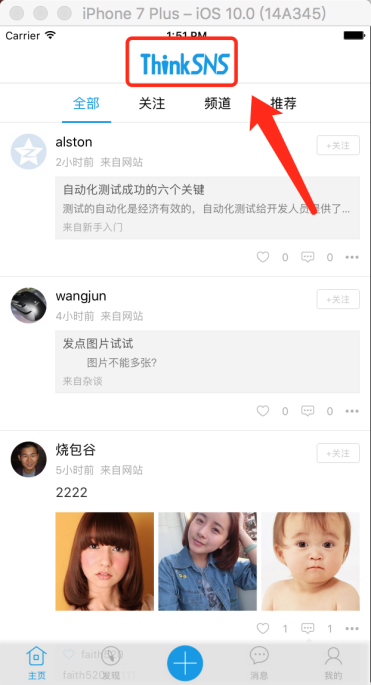 iPhone 7 Plus – iOS 10.0 (14A345)
Carrier 1:51 PM
ThinkSNS
全部 关注 频道 推荐
alston
+关注
2小时前 来自网站
自动化测试成功的六个关键
测试的自动化是经济有效的，自动化测试给开发人员提供了...
来自新手入门
0 0
wangjun
+关注
4小时前 来自网站
发点图片试试
图片不能多张?
来自杂谈
0 0
烧包谷
+关注
5小时前 来自网站
2222
1 1
faith520
主页 发现 消息 我的
faith520